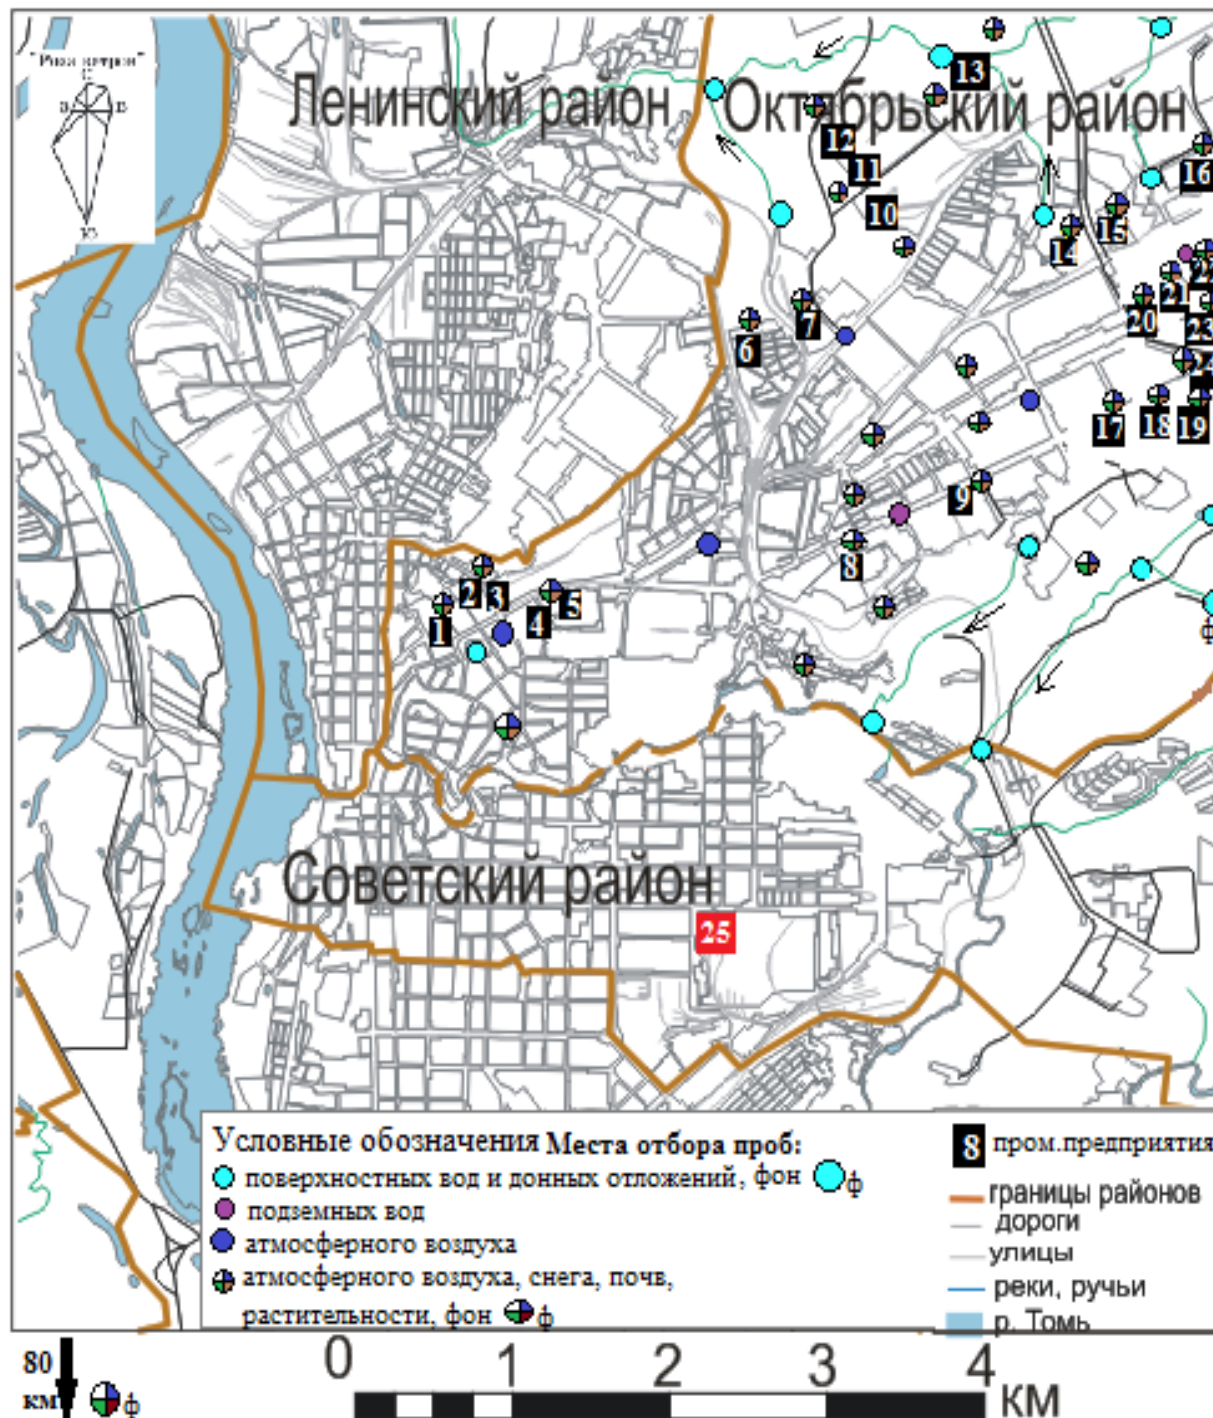 "Роза ветров"
С
З В
Ю
Ленинский район
Октябрьский район
13
12
11
10
16
15
14
22
21
20
23
24
7
6
17
18
19
9
8
2
3
1
4
5
ф
Советский район
25
Условные обозначения Места отбора проб:
поверхностных вод и донных отложений, фон ф
подземных вод
атмосферного воздуха
атмосферного воздуха, снега, почв,
растительности, фон ф
8 пром.предприятия
границы районов
дороги
улицы
реки, ручьи
р. Томь
80
км
ф
0 1 2 3 4
КМ